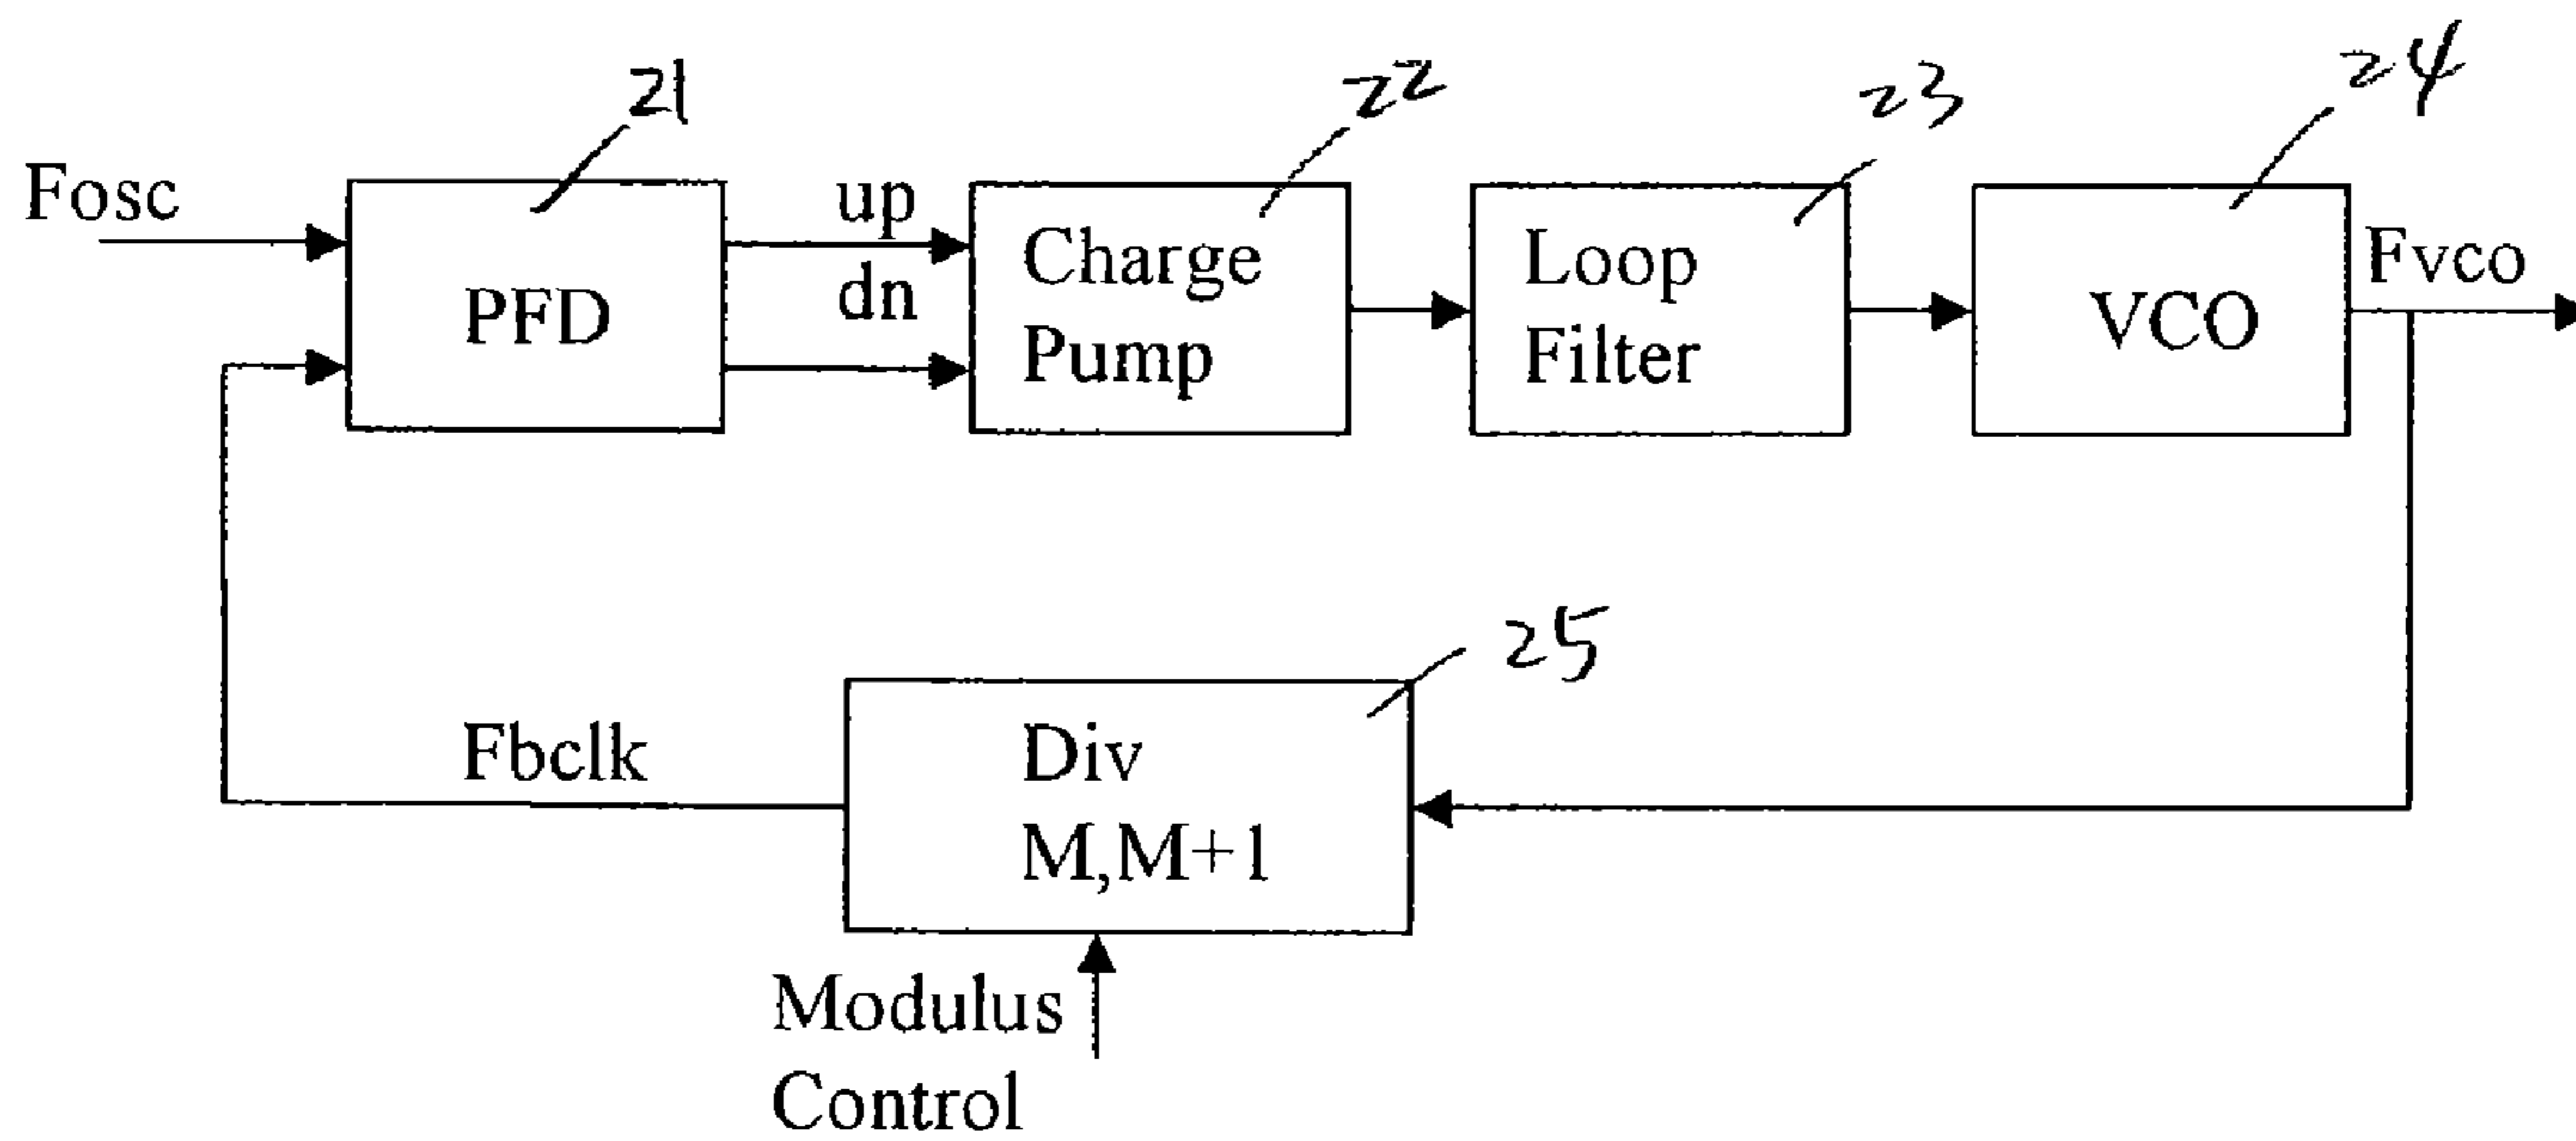 21
22
23
24
Fosc
PFD
up
dn
Charge
Pump
Loop
Filter
VCO
Fvco
25
Fbclk
Div
M,M+1
Modulus
Control